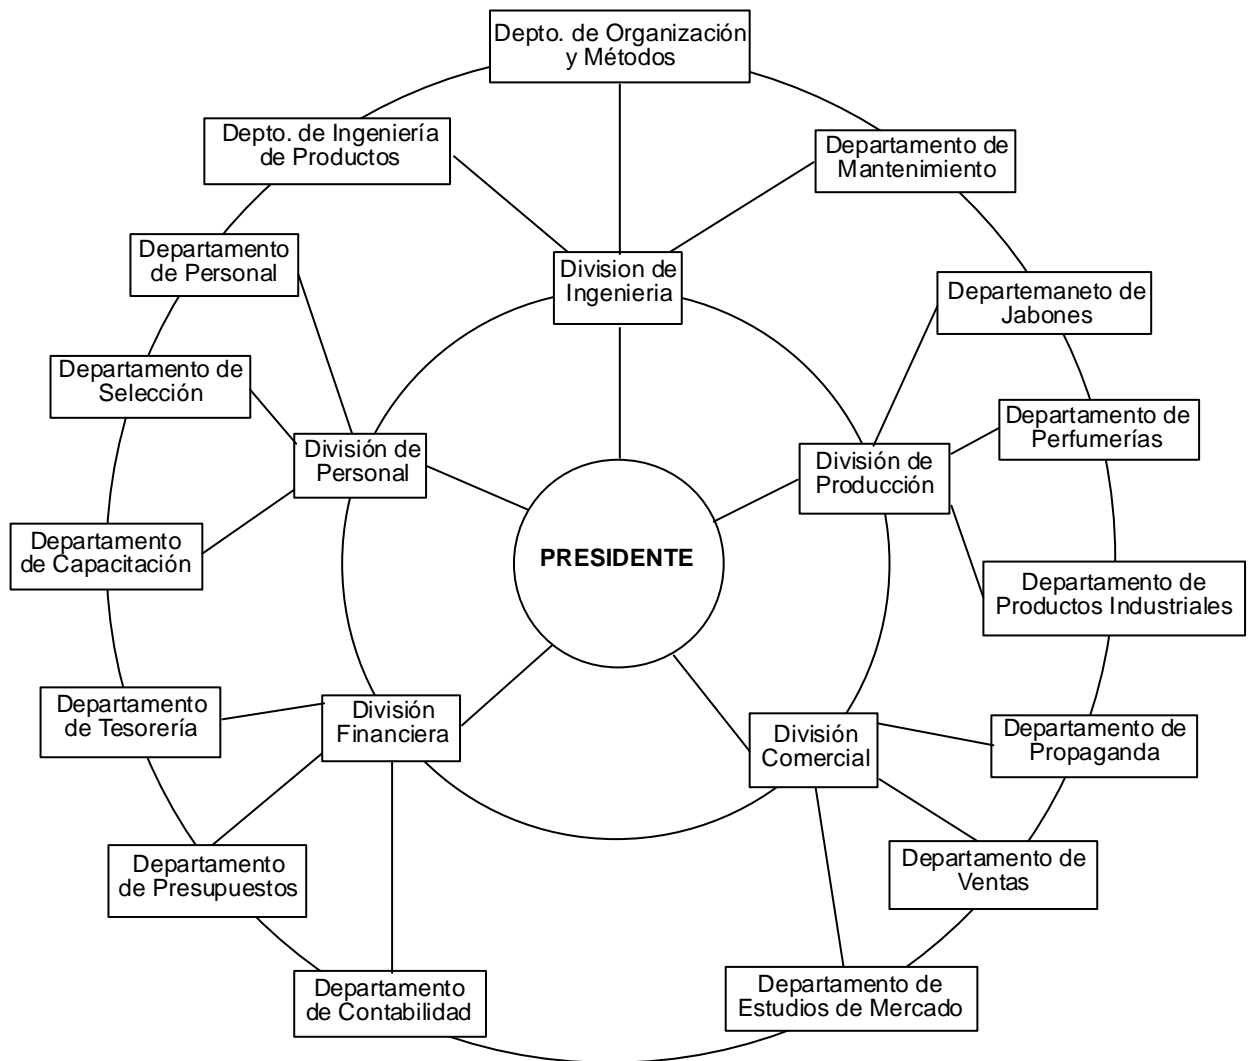 Depto. de Organización
y Métodos
Depto. de Ingeniería
de Productos
Departamento de
Mantenimiento
Departamento
de Personal
Division de
Ingenieria
Departemaneto de
Jabones
Departamento de
Selección
Departamento de
Perfumerías
División de
Personal
División de
Producción
PRESIDENTE
Departamento
de Capacitación
Departamento de
Productos Industriales
Departamento
de Tesorería
División
Financiera
División
Comercial
Departamento de
Propaganda
Departamento
de Presupuestos
Departamento de
Ventas
Departamento
de Contabilidad
Departamento de
Estudios de Mercado